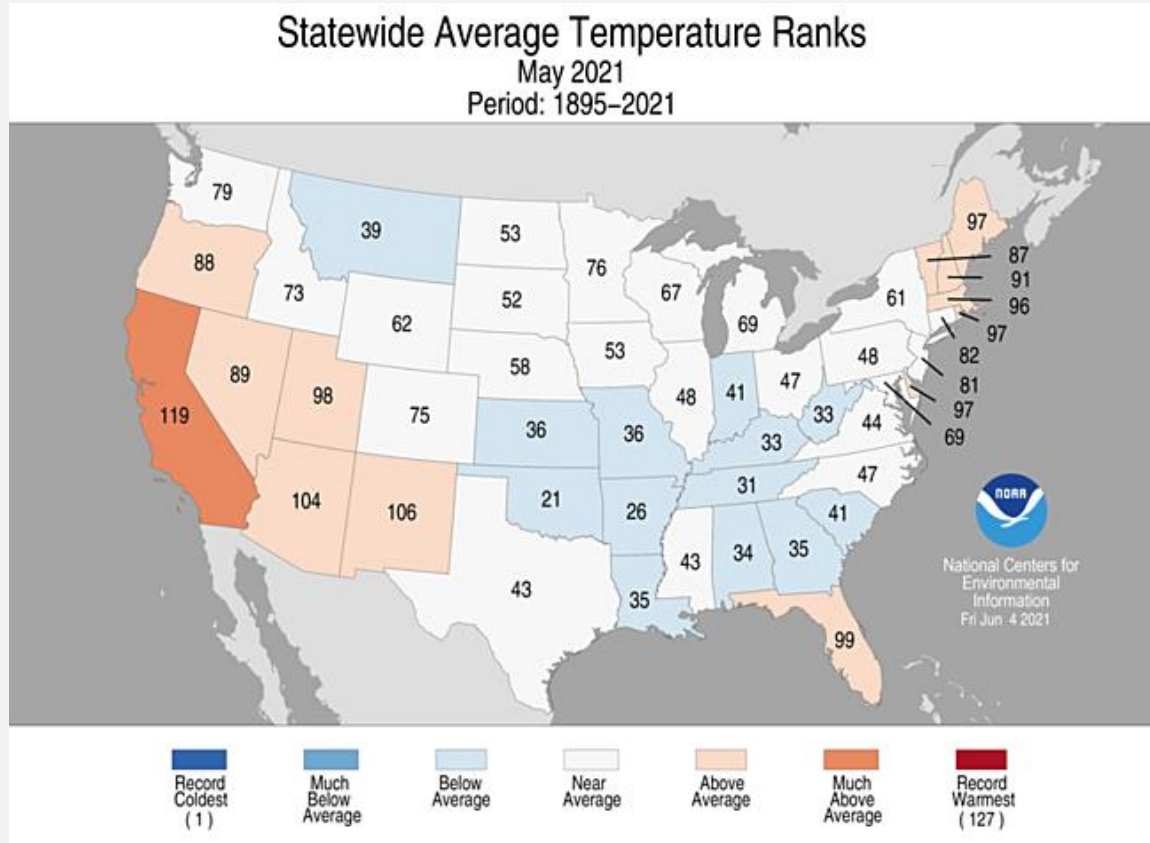 Statewide Average Temperature Ranks
May 2021
Period: 1895–2021
79
39
53
76
97
88
73
52
67
87
91
62
69
61
96
97
58
53
82
89
98
48
81
75
41
47
48
97
119
36
36
33
44
69
33
104
106
21
26
31
47
43
41
34
35
43
35
99
NOAA
National Centers for
Environmental
Information
Fri Jun 4 2021
Record
Coldest
(1)
Much
Below
Average
Below
Average
Near
Average
Above
Average
Much
Above
Average
Record
Warmest
(127)